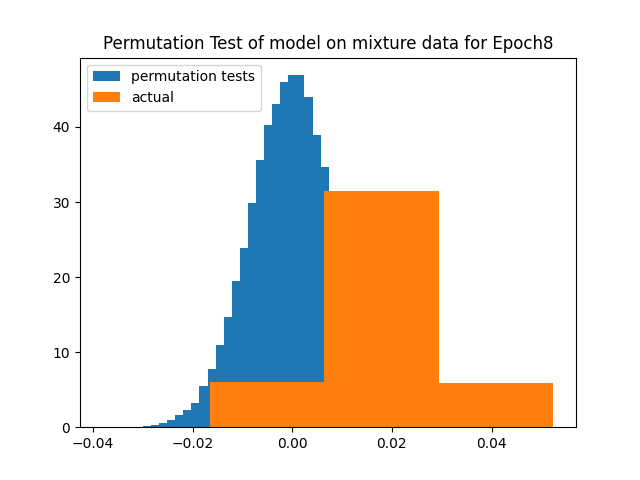 Permutation Test of model on mixture data for Epoch8
permutation tests
actual
40
30
20
10
0
−0.04 −0.02 0.00 0.02 0.04